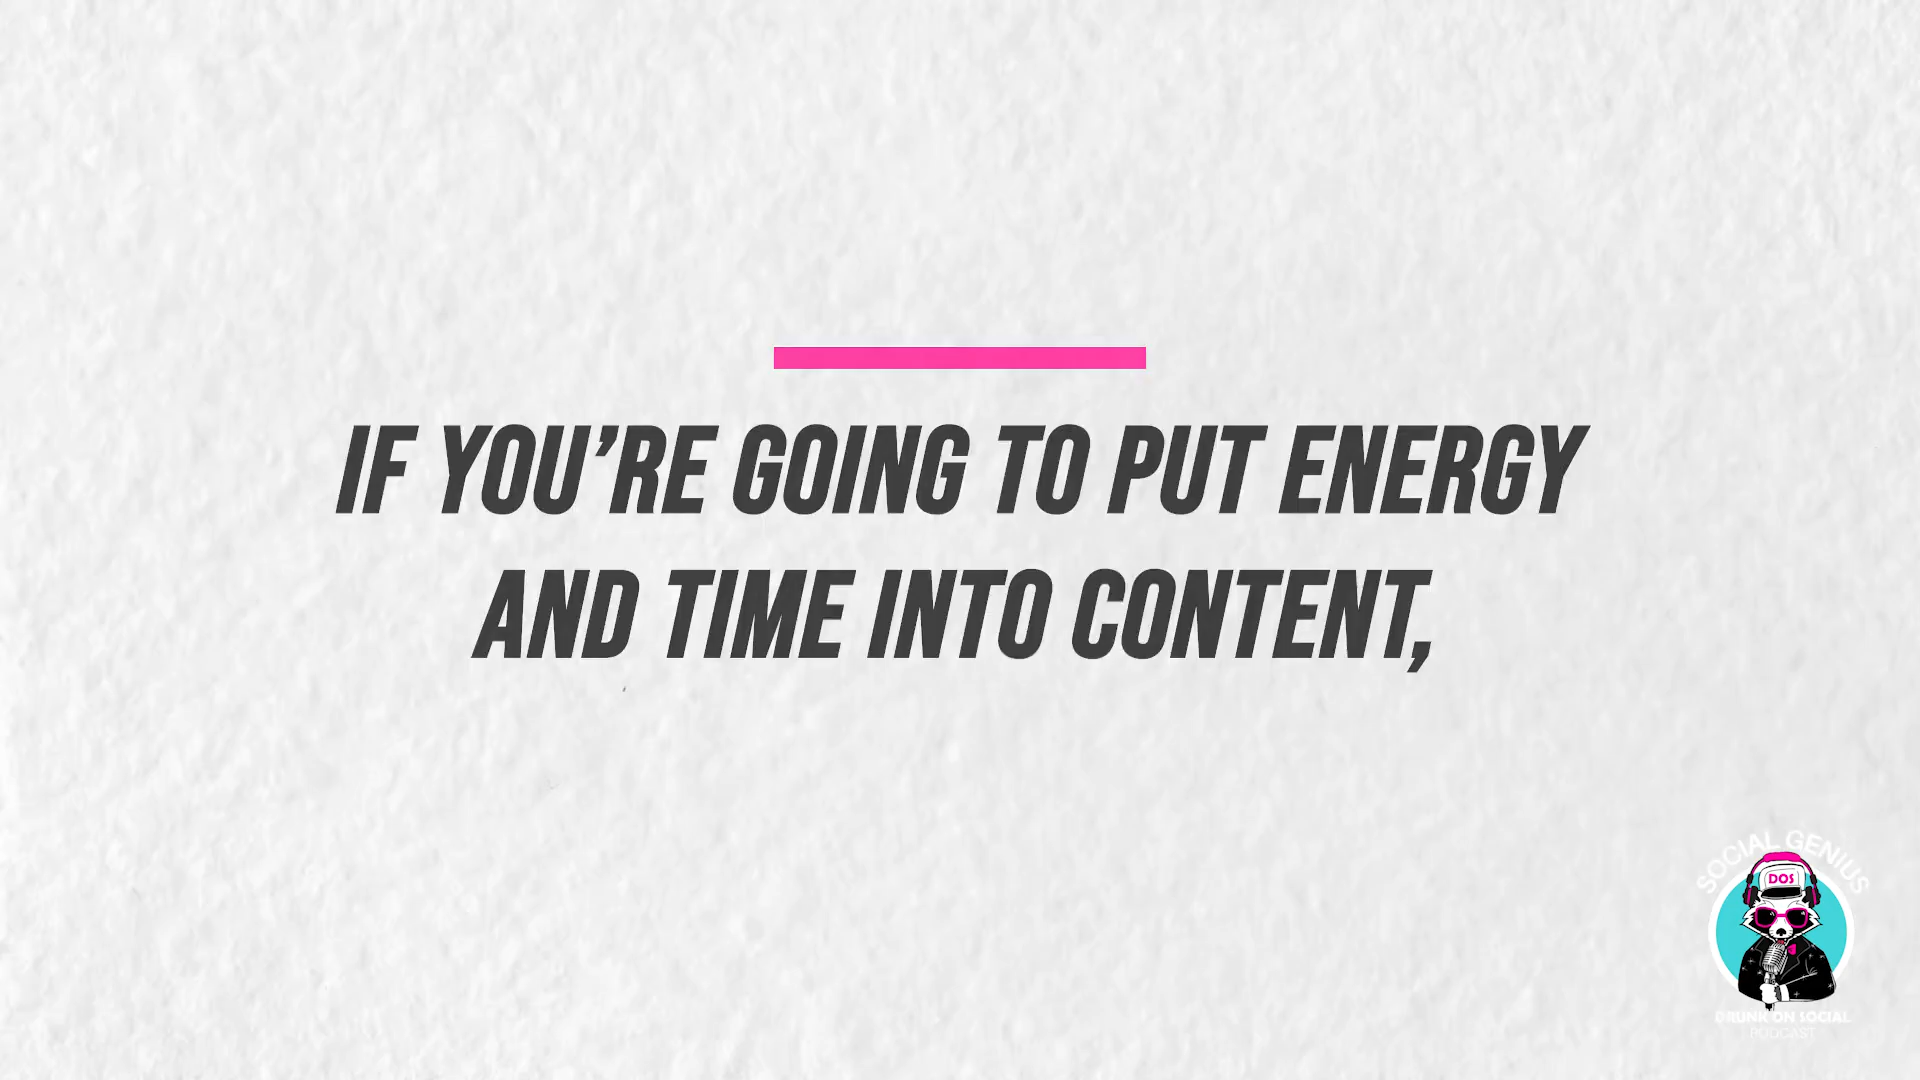 IF YOU’RE GOING TO PUT ENERGY
AND TIME INTO CONTENT,
SOCIAL GENIUS
DOS
DRUNK ON SOCIAL
PODCAST